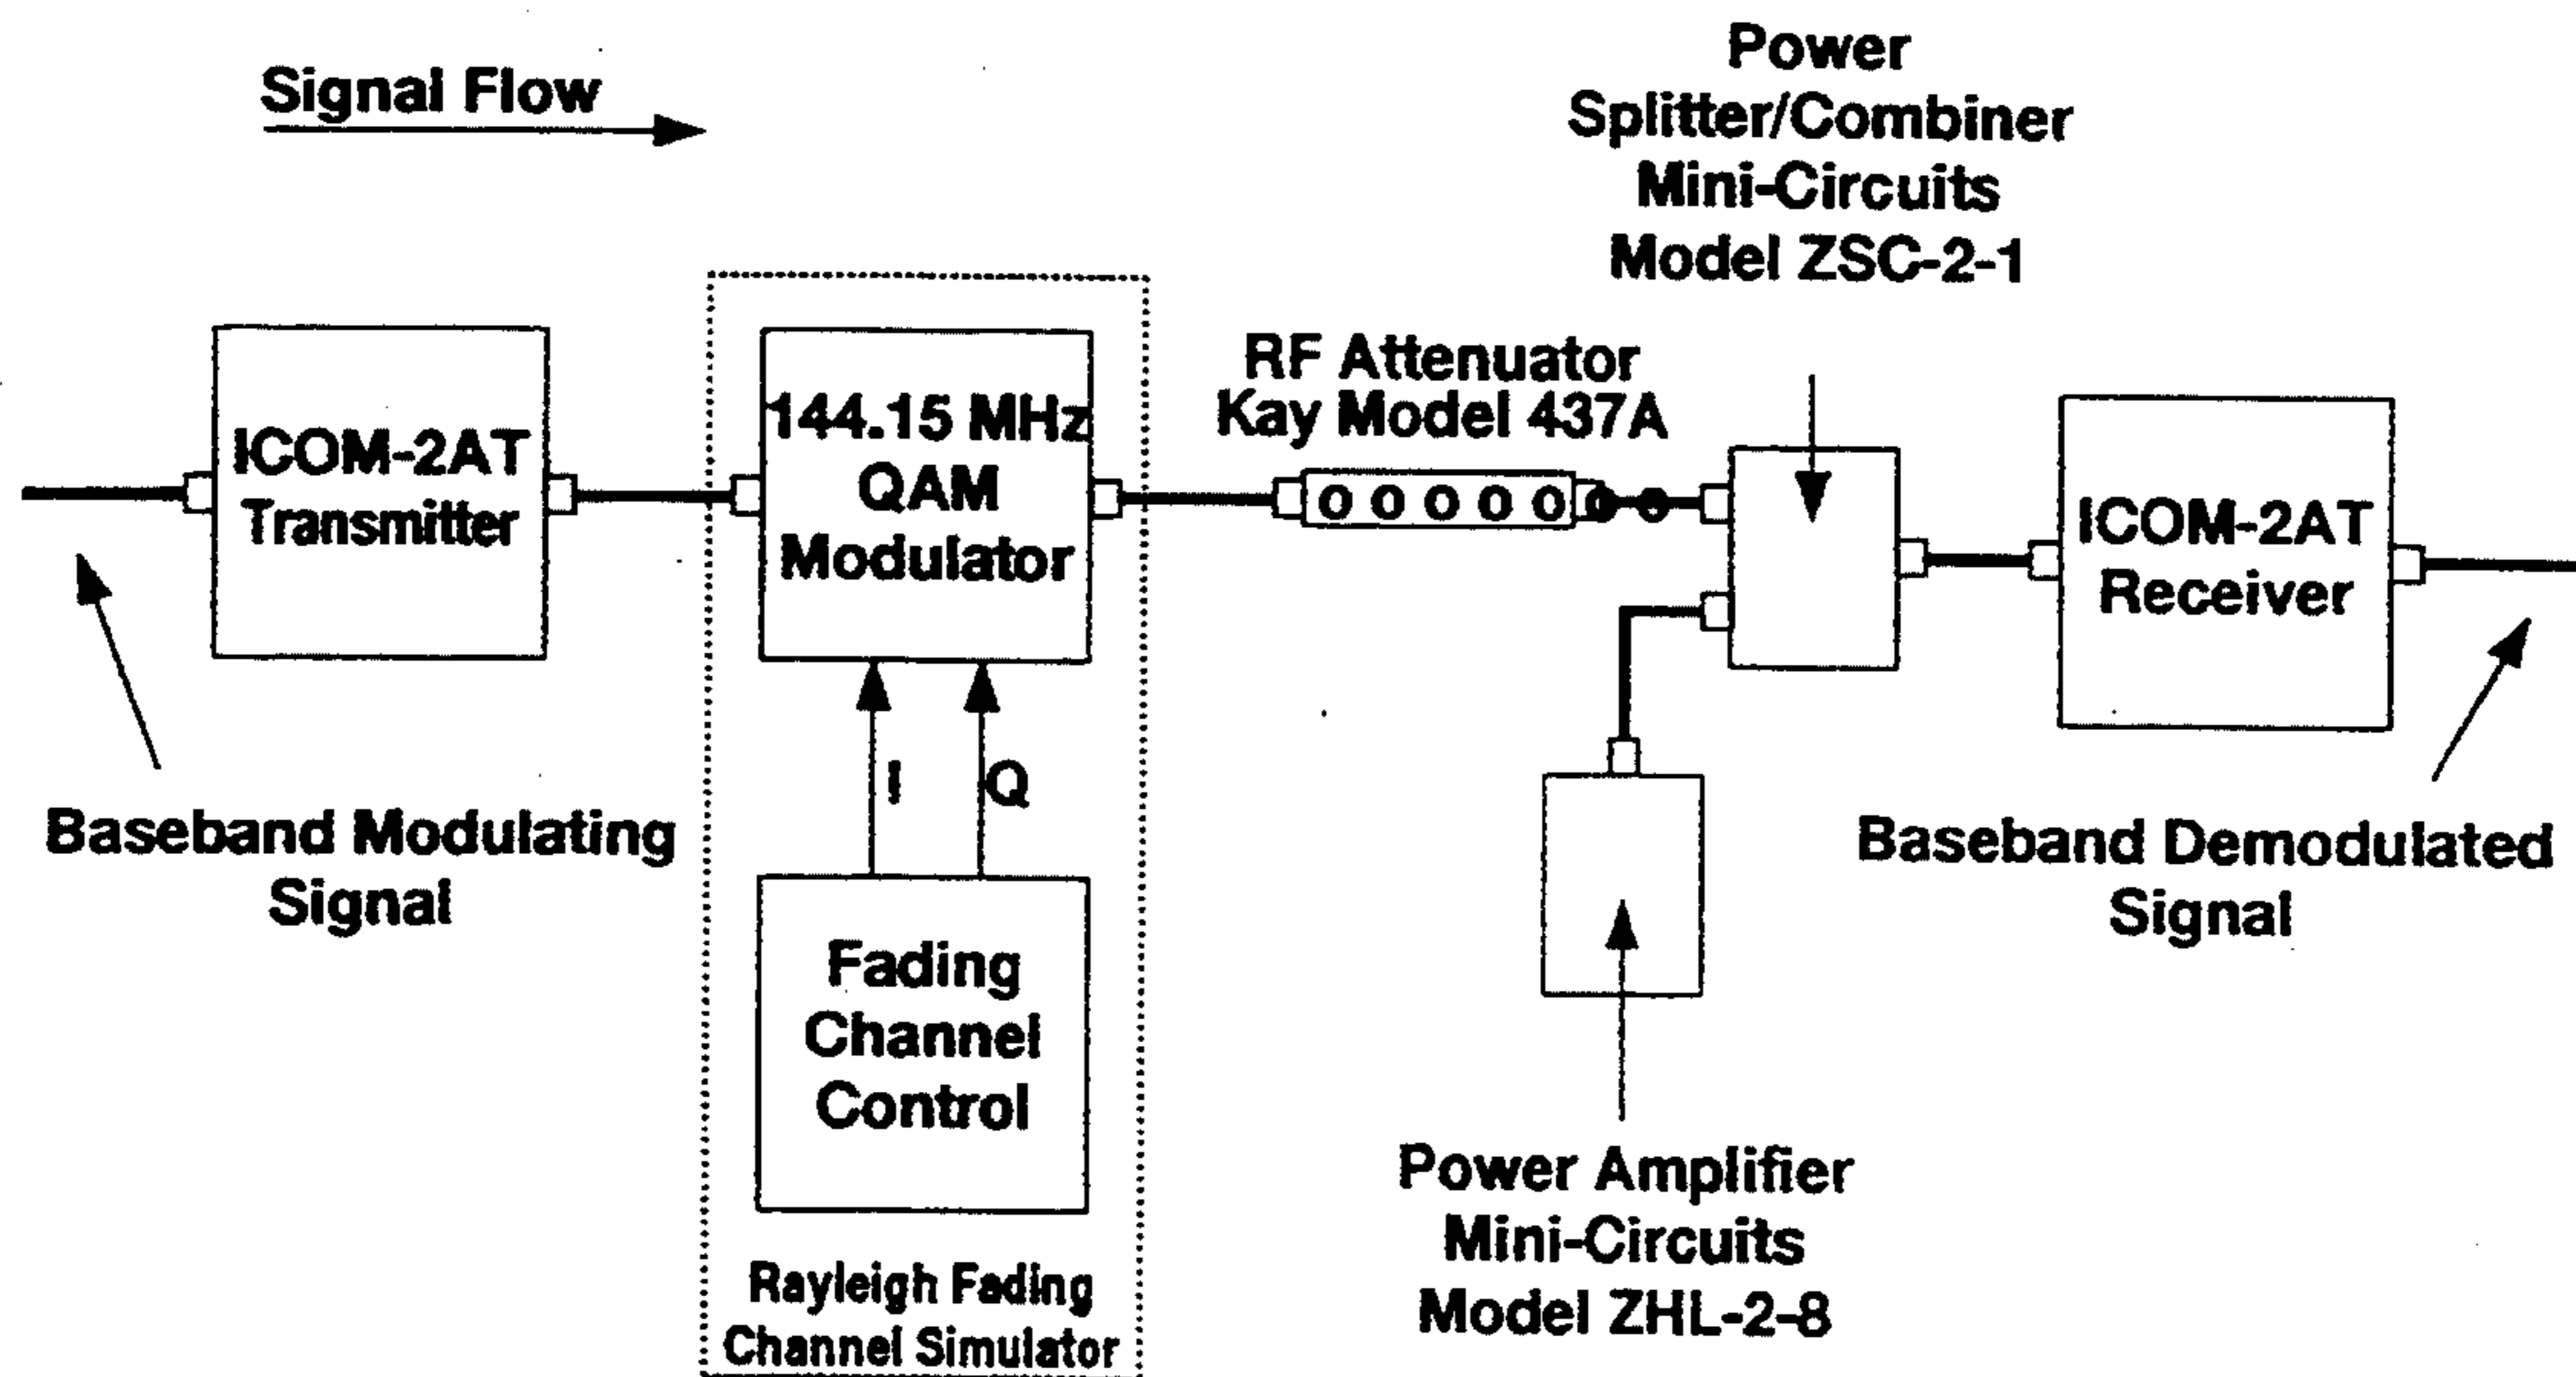 Signal Flow
Power
Splitter/Combiner
Mini-Circuits
Model ZSC-2-1
RF Attenuator
Kay Model 437A
ICOM-2AT
Transmitter
144.15 MHz
QAM
Modulator
ICOM-2AT
Receiver
I
Q
Baseband Modulating
Signal
Baseband Demodulated
Signal
Fading
Channel
Control
Power Amplifier
Mini-Circuits
Model ZHL-2-8
Rayleigh Fading
Channel Simulator